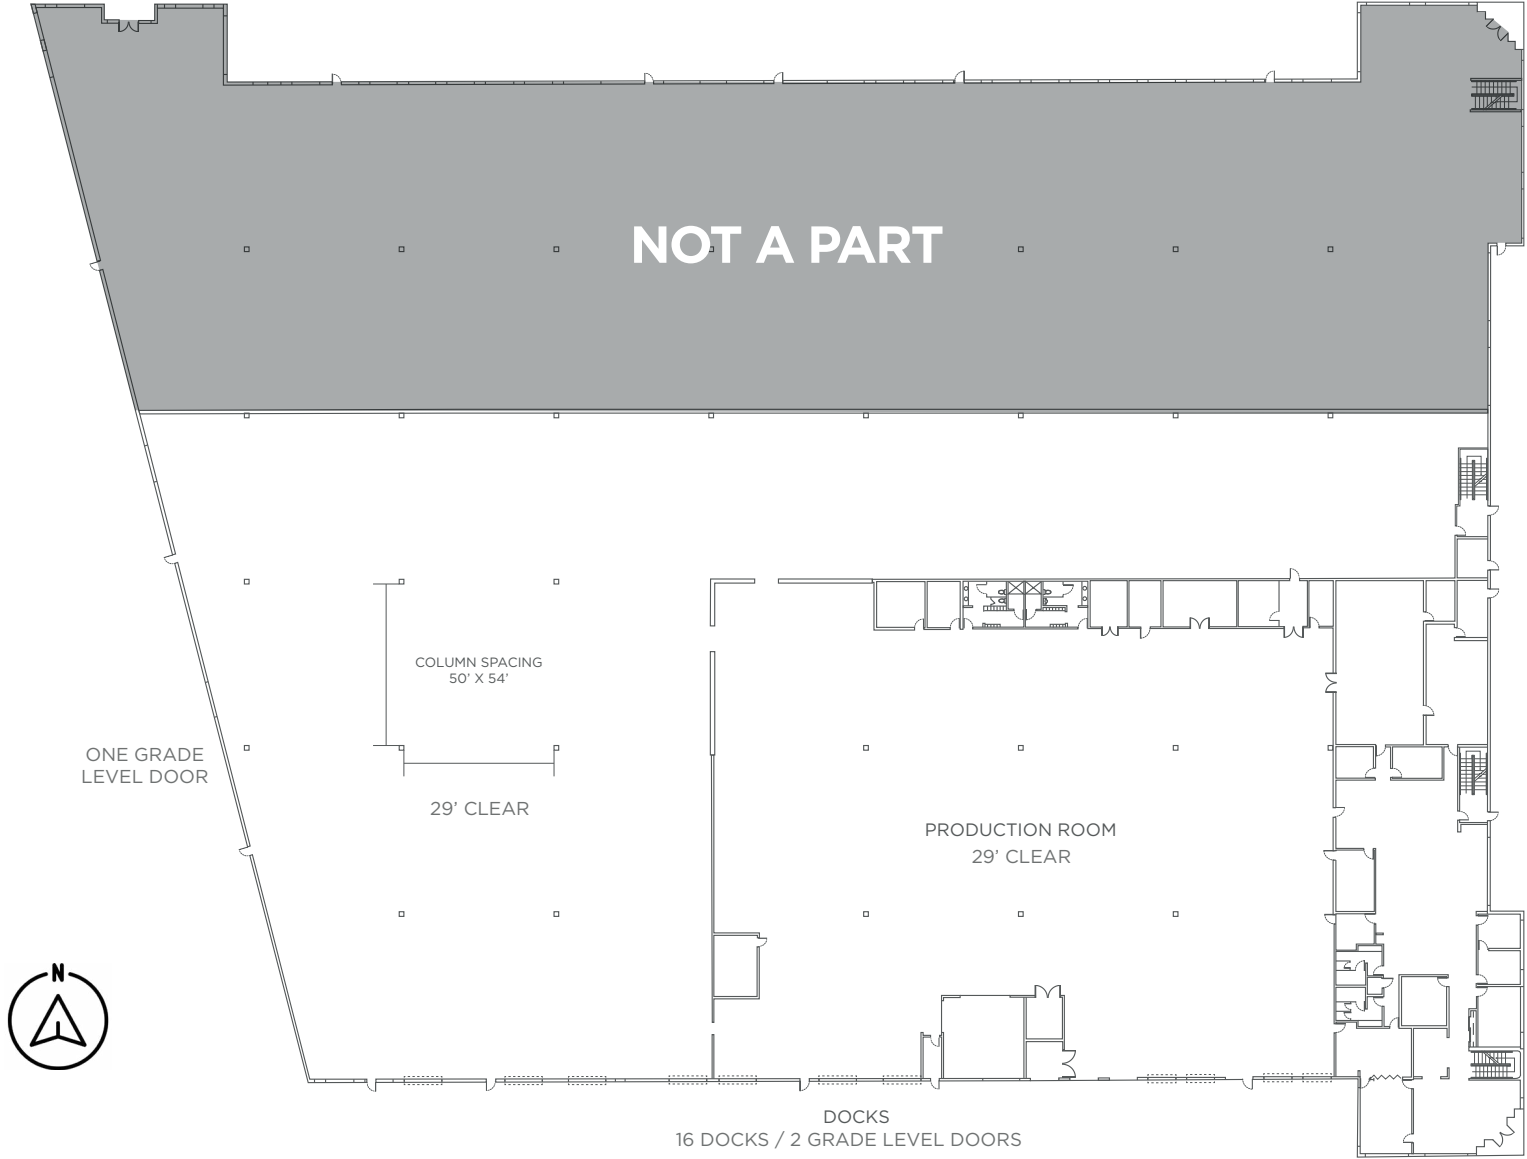 NOT A PART
COLUMN SPACING
50’ X 54’
ONE GRADE
LEVEL DOOR
29’ CLEAR
PRODUCTION ROOM
29’ CLEAR
N
DOCKS
16 DOCKS / 2 GRADE LEVEL DOORS